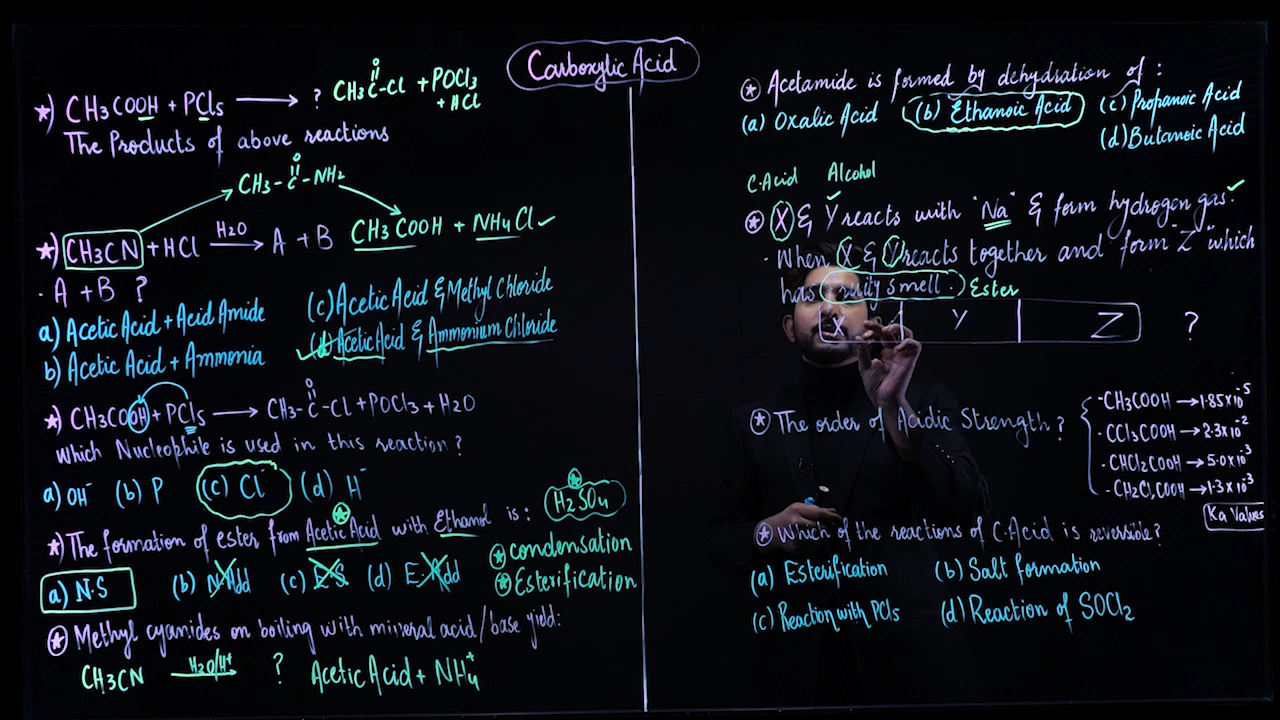 Carboxylic Acid
*) CH3COOH + PCl5 ⟶ ? CH3-C(=O)-Cl + POCl3 + HCl
The Products of above reactions
CH3-C(=O)-NH2
*) CH3CN + HCl —H2O→ A + B CH3COOH + NH4Cl ✓
· A + B ?
a) Acetic Acid + Acid Amide
(c) Acetic Acid & Methyl Chloride
b) Acetic Acid + Ammonia
(d) Acetic Acid & Ammonium Chloride
*) CH3COOH + PCl5 ⟶ CH3-C(=O)-Cl + POCl3 + H2O
Which Nucleophile is used in this reaction?
a) OH⁻ (b) P (c) Cl⁻ (d) H⁻
*) The formation of ester from Acetic Acid with Ethanol is: H2SO4
a) N.S (b) N.Add (c) E.S (d) E.Add
* condensation
* Esterification
* Methyl cyanides on boiling with mineral acid/base yield:
CH3CN —H2O/H⁺→ ? Acetic Acid + NH4⁺
* Acetamide is formed by dehydration of:
(a) Oxalic Acid (b) Ethanoic Acid (c) Propanoic Acid
(d) Butanoic Acid
C.Acid Alcohol
* X & Y reacts with "Na" & form hydrogen gas.
· When X & Y reacts together and form "Z" which
has fruity smell. Ester
X Y Z ?
* The order of Acidic Strength?
- CH3COOH → 1.85×10⁻⁵
- CCl3COOH → 2.3×10⁻²
- CHCl2COOH → 5.0×10⁻³
- CH2Cl,COOH → 1.3×10⁻³
Ka Values
* Which of the reactions of C.Acid is reversible?
(a) Esterification (b) Salt formation
(c) Reaction with PCl5 (d) Reaction of SOCl2